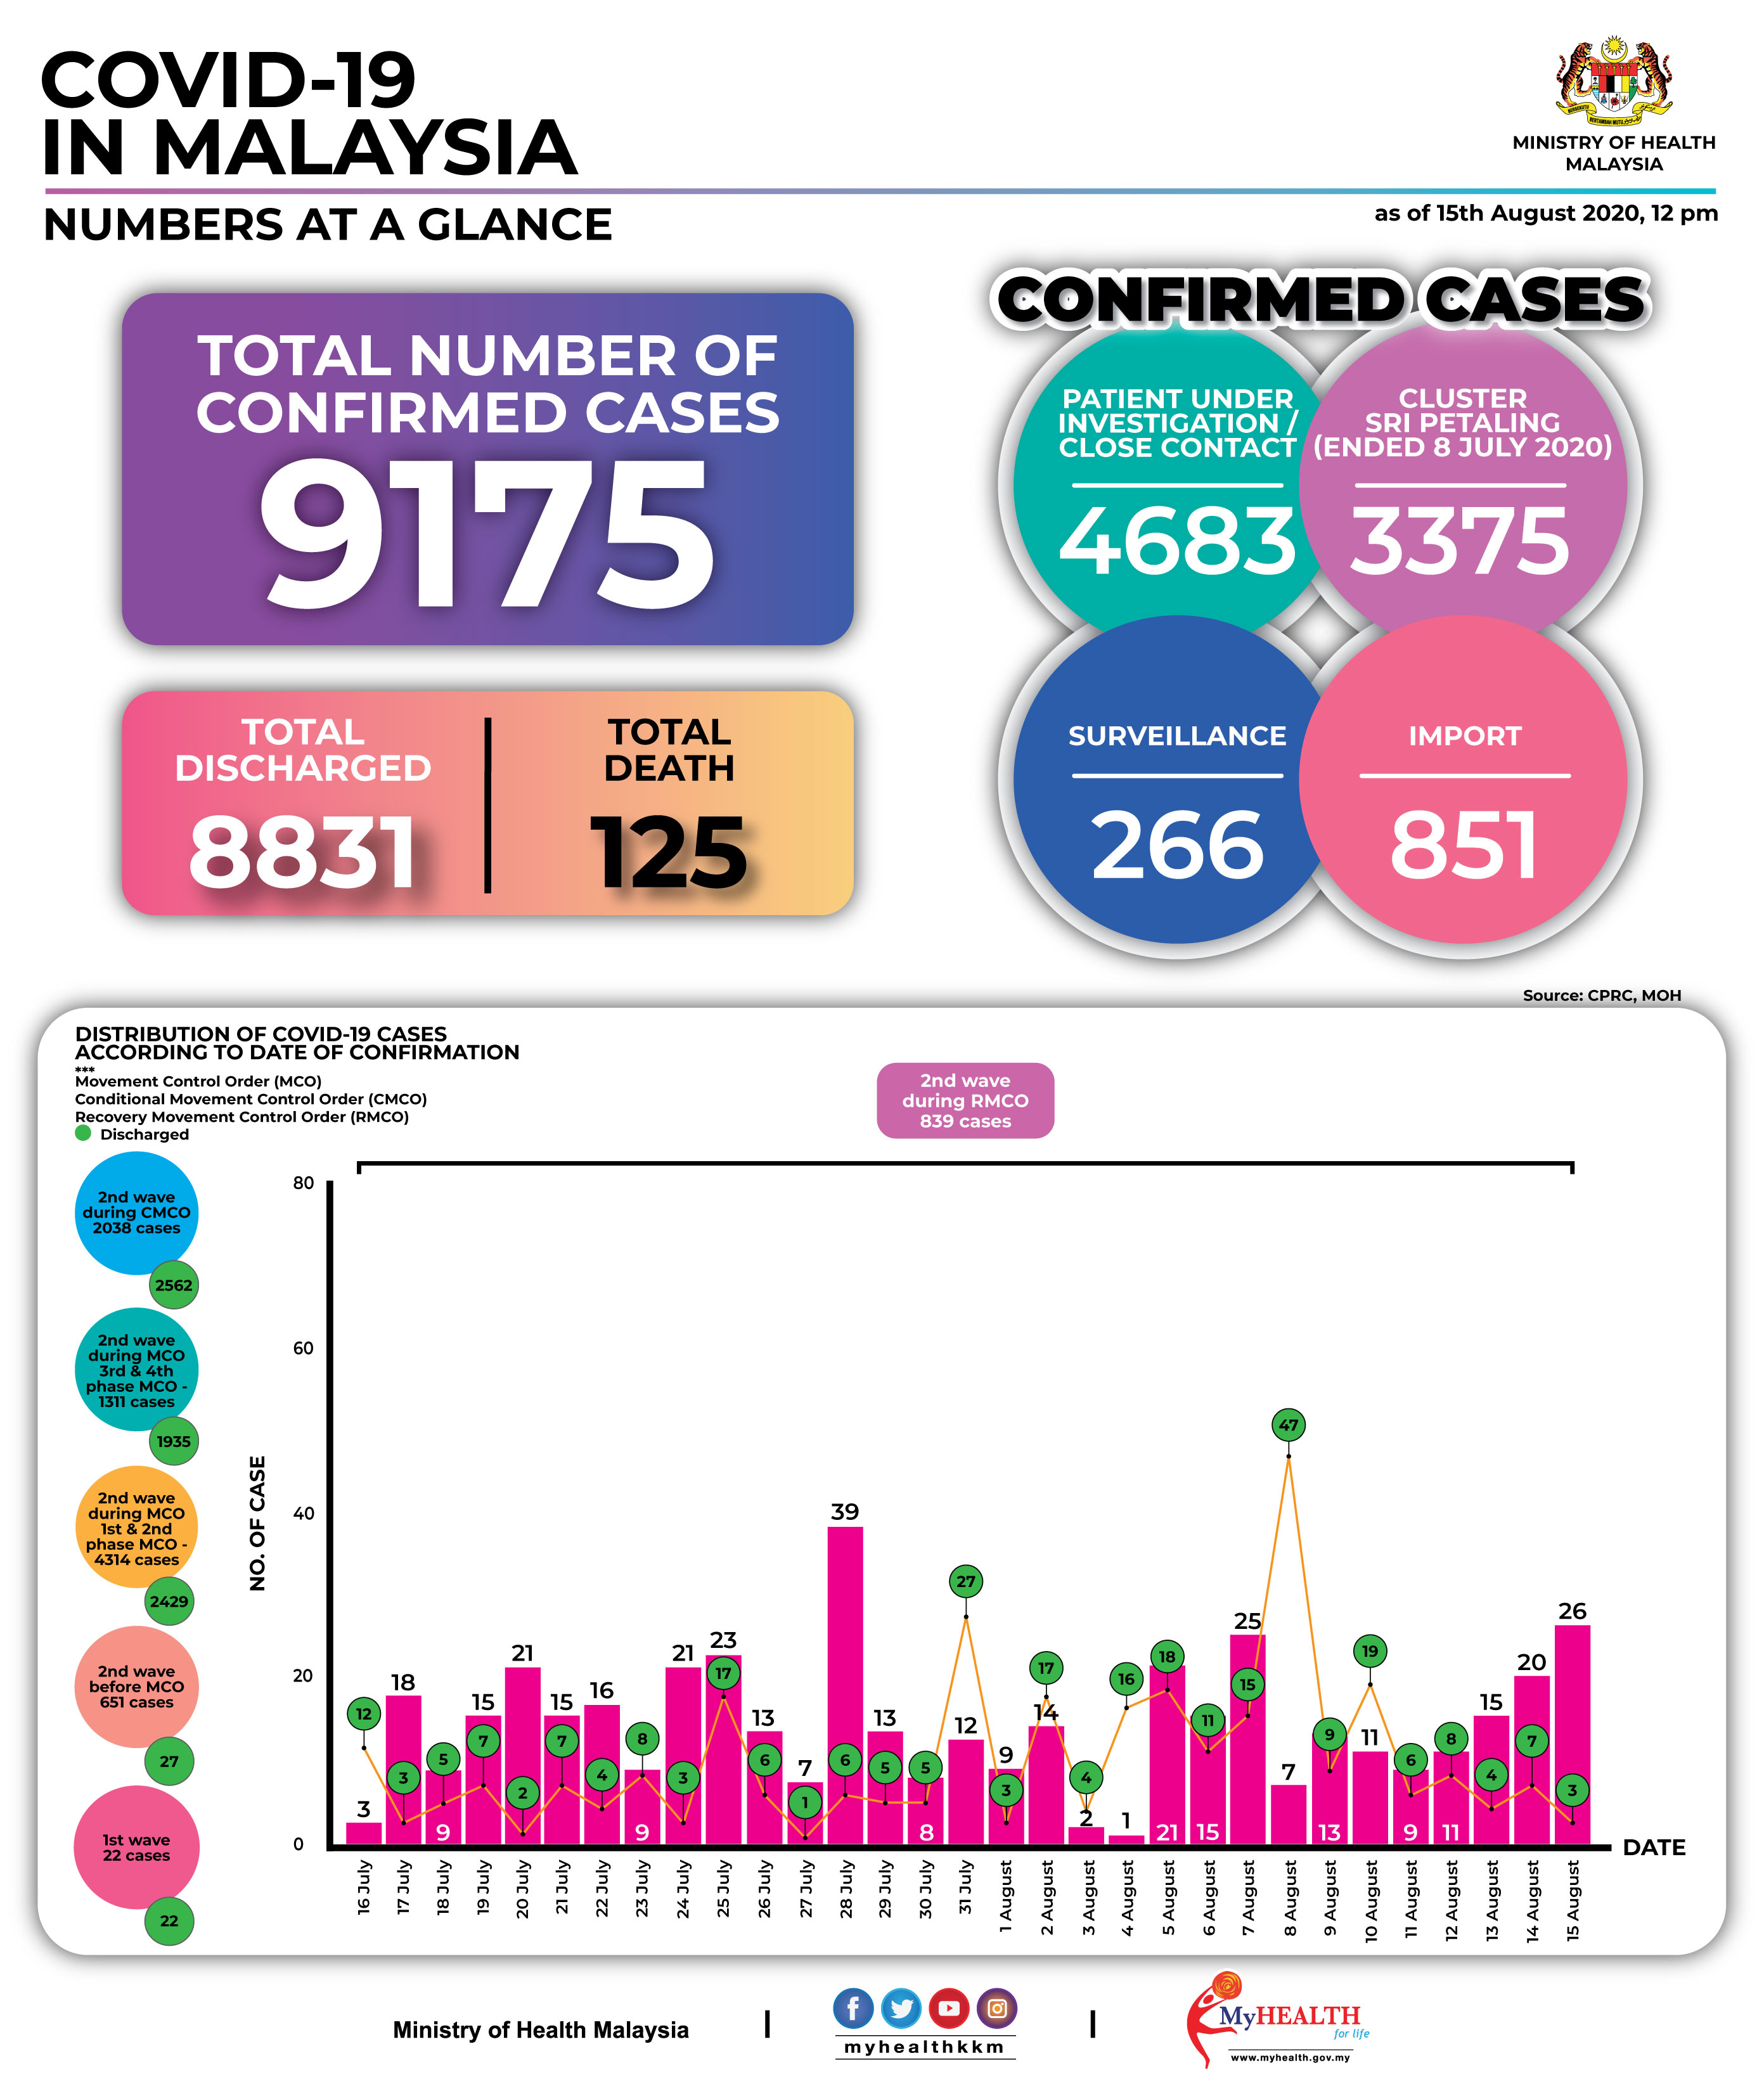 COVID-19
IN MALAYSIA
MINISTRY OF HEALTH
MALAYSIA
NUMBERS AT A GLANCE
as of 15th August 2020, 12 pm
TOTAL NUMBER OF
CONFIRMED CASES
9175
TOTAL
DISCHARGED
8831
TOTAL
DEATH
125
CONFIRMED CASES
PATIENT UNDER
INVESTIGATION /
CLOSE CONTACT
4683
CLUSTER
SRI PETALING
(ENDED 8 JULY 2020)
3375
SURVEILLANCE
266
IMPORT
851
Source: CPRC, MOH
DISTRIBUTION OF COVID-19 CASES
ACCORDING TO DATE OF CONFIRMATION
***
Movement Control Order (MCO)
Conditional Movement Control Order (CMCO)
Recovery Movement Control Order (RMCO)
Discharged
2nd wave
during RMCO
839 cases
2nd wave
during CMCO
2038 cases
2562
2nd wave
during MCO
3rd & 4th
phase MCO -
1311 cases
1935
2nd wave
during MCO
1st & 2nd
phase MCO -
4314 cases
2429
2nd wave
before MCO
651 cases
27
1st wave
22 cases
22
NO. OF CASE
80
60
40
20
0
3 18 9 15 21 15 16 9 21 23 13 7 39 13 8 12 9 14 2 1 21 15 25 7 13 11 9 11 15 20 26
12 3 5 7 2 7 4 8 3 17 6 1 6 5 5 27 3 17 4 16 18 11 15 47 9 19 6 8 4 7 3
16 July 17 July 18 July 19 July 20 July 21 July 22 July 23 July 24 July 25 July 26 July 27 July 28 July 29 July 30 July 31 July 1 August 2 August 3 August 4 August 5 August 6 August 7 August 8 August 9 August 10 August 11 August 12 August 13 August 14 August 15 August
DATE
Ministry of Health Malaysia
myhealthkkm
MyHEALTH
for life
www.myhealth.gov.my